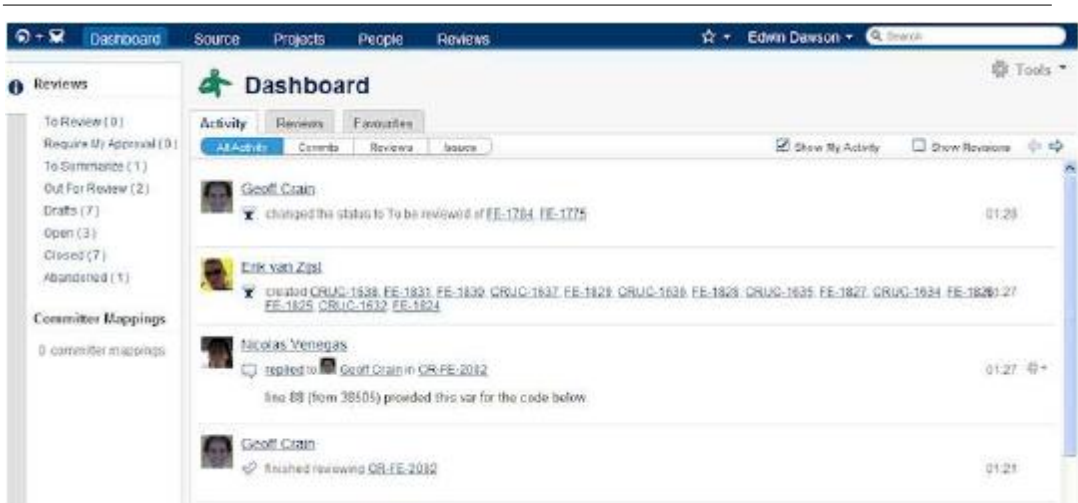 Dashboard Source Projects People Reviews Edwin Dawson Search
Tools
Reviews
Dashboard
To Review (0)
Require My Approval (0)
To Summarize (1)
Out For Review (2)
Drafts (7)
Open (3)
Closed (7)
Abandoned (1)
Committer Mappings
0 committer mappings
Activity Reviews Favourites
All Activity Commits Reviews Issues Show My Activity Show Revisions
Geoff Crain
changed the status to To be reviewed of FE-1784, FE-1775 01:28
Erik van Zijst
created CRUC-1638, FE-1831, FE-1830, CRUC-1637, FE-1829, CRUC-1636, FE-1828, CRUC-1635, FE-1827, CRUC-1634, FE-1826 01:27
FE-1825, CRUC-1632, FE-1824
Nicolas Venegas
replied to Geoff Crain in CR-FE-2082 01:27
line 88 (from 38505) provided this var for the code below
Geoff Crain
finished reviewing CR-FE-2082 01:21